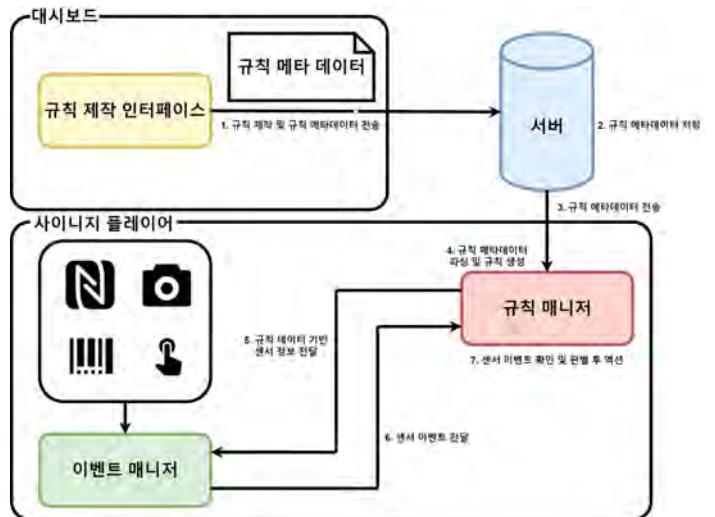 대시보드
규칙 메타 데이터
규칙 제작 인터페이스
1. 규칙 제작 및 규칙 메타데이터 전송
서버
2. 규칙 메타데이터 저장
3. 규칙 메타데이터 전송
사이니지 플레이어
4. 규칙 메타데이터
파싱 및 규칙 생성
규칙 매니저
5. 규칙 데이터 기반
센서 정보 전달
7. 센서 이벤트 확인 및 판별 후 액션
6. 센서 이벤트 전달
이벤트 매니저